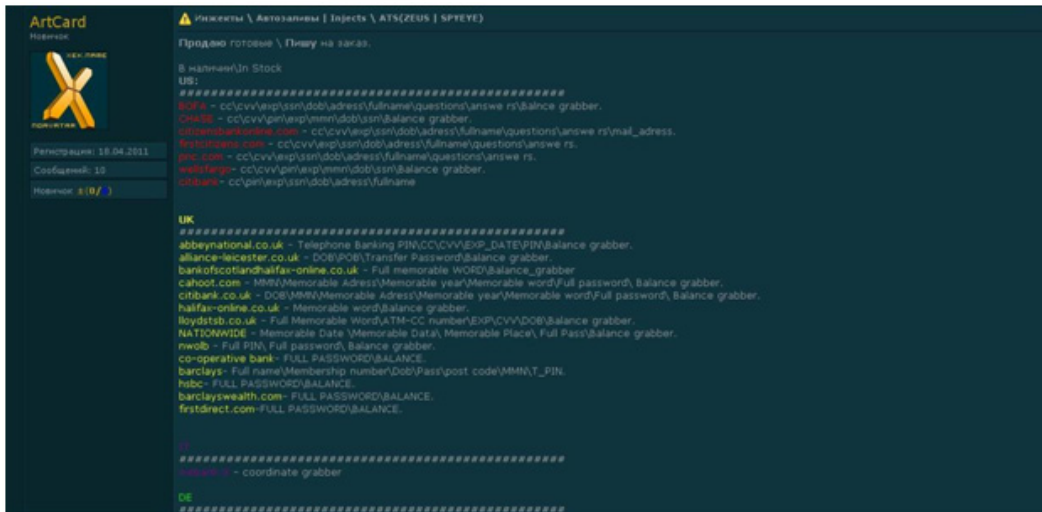 ArtCard
Новичок
Регистрация: 18.04.2011
Сообщений: 10
Новичок ±(0/)
Инжекты \ Автозаливы | Injects \ ATS(ZEUS | SPYEYE)
Продаю готовые \ Пишу на заказ.
В наличии\In Stock
US:
##################################################
BOFA - cc\cvv\exp\ssn\dob\adress\fullname\questions\answe rs\Balnce grabber.
CHASE - cc\cvv\pin\exp\mmn\dob\ssn\Balance grabber.
citizensbankonline.com - cc\cvv\exp\ssn\dob\adress\fullname\questions\answe rs\mail_adress.
firstcitizens.com - cc\cvv\exp\ssn\dob\adress\fullname\questions\answe rs.
pnc.com - cc\cvv\exp\ssn\dob\adress\fullname\questions\answe rs.
wellsfargo- cc\cvv\pin\exp\mmn\dob\ssn\Balance grabber.
citibank- cc\pin\exp\ssn\dob\adress\fullname
UK
##################################################
abbeynational.co.uk - Telephone Banking PIN\CC\CVV\EXP_DATE\PIN\Balance grabber.
alliance-leicester.co.uk - DOB\POB\Transfer Password\Balance grabber.
bankofscotlandhalifax-online.co.uk - Full memorable WORD\Balance_grabber
cahoot.com - MMN\Memorable Adress\Memorable year\Memorable word\Full password\ Balance grabber.
citibank.co.uk - DOB\MMN\Memorable Adress\Memorable year\Memorable word\Full password\ Balance grabber.
halifax-online.co.uk - Memorable word\Balance grabber.
lloydstsb.co.uk - Full Memorable Word\ATM-CC number\EXP\CVV\DOB\Balance grabber.
NATIONWIDE - Memorable Date \Memorable Data\ Memorable Place\ Full Pass\Balance grabber.
nwolb - Full PIN\ Full password\ Balance grabber.
co-operative bank- FULL PASSWORD\BALANCE.
barclays- Full name\Membership number\Dob\Pass\post code\MMN\T_PIN.
hsbc- FULL PASSWORD\BALANCE.
barclayswealth.com- FULL PASSWORD\BALANCE.
firstdirect.com-FULL PASSWORD\BALANCE.
##################################################
- coordinate grabber
DE
##################################################